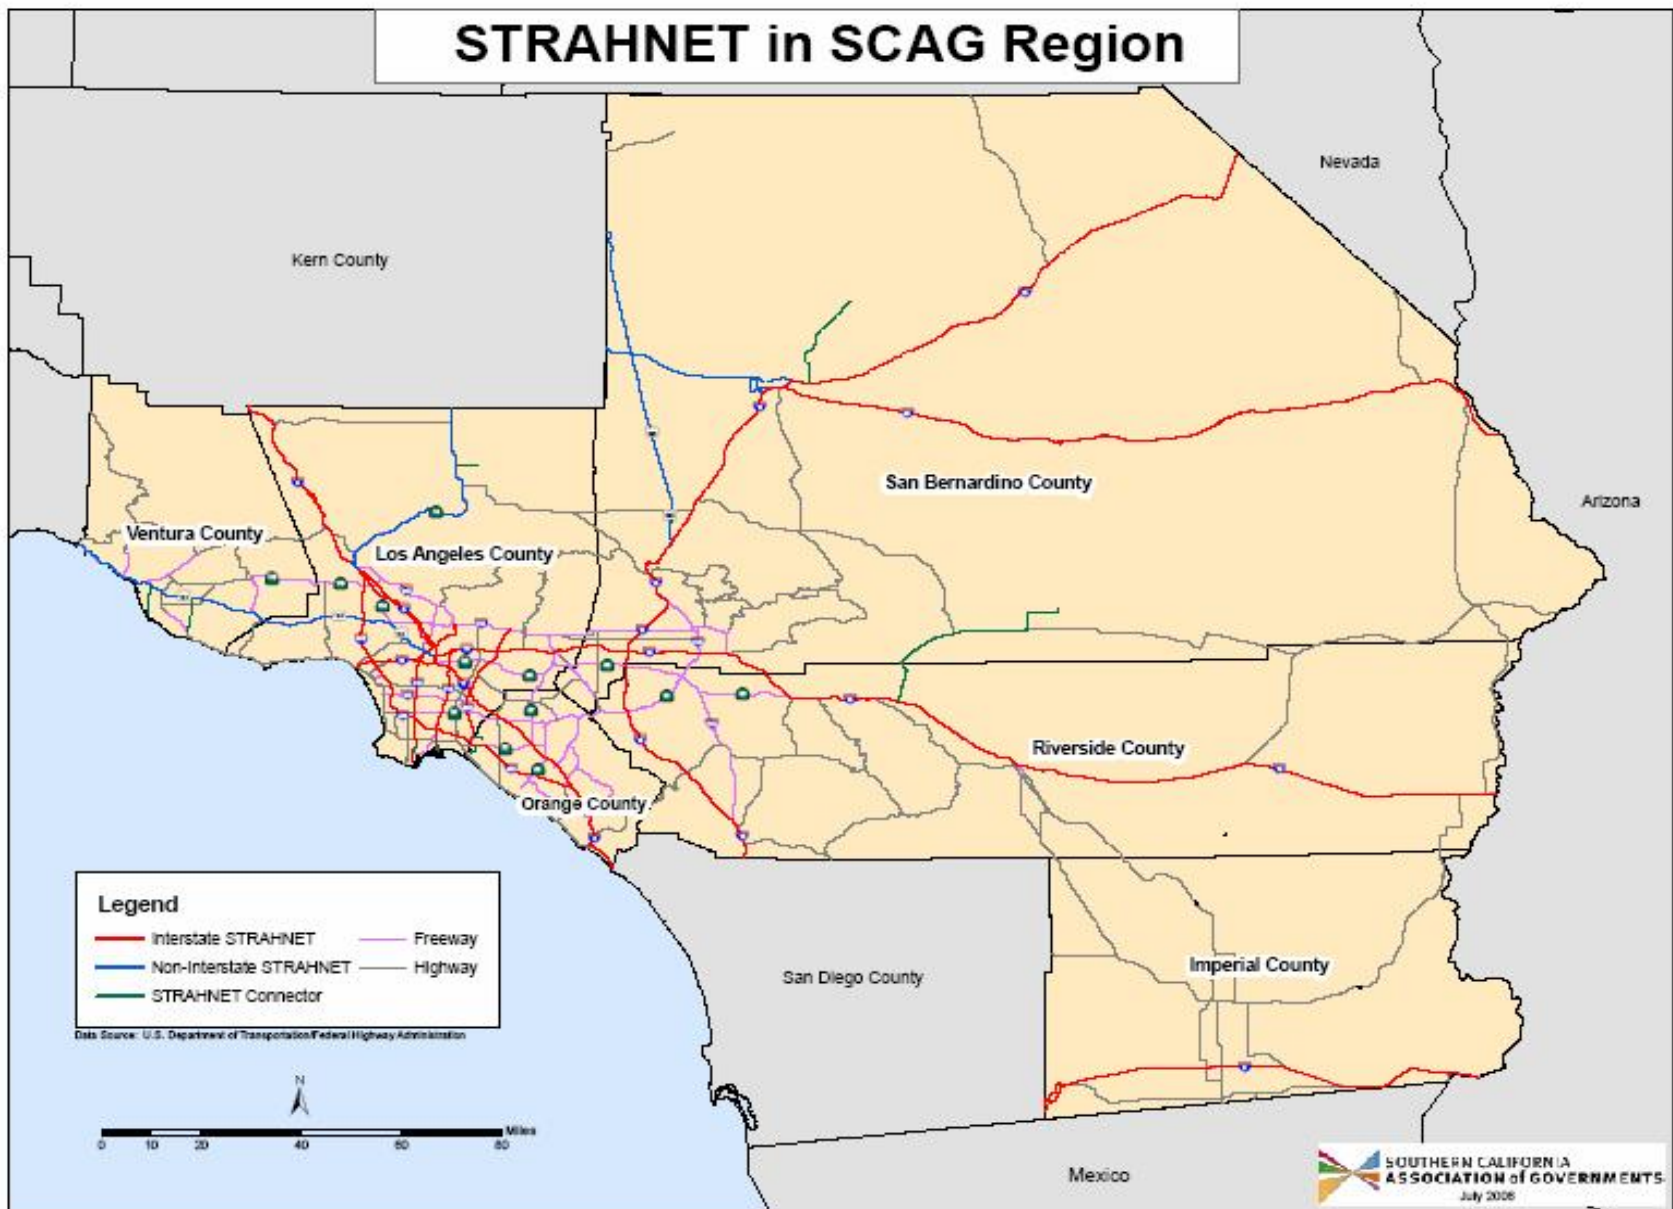 STRAHNET in SCAG Region
Nevada
Kern County
San Bernardino County
Arizona
Ventura County
Los Angeles County
Riverside County
Orange County
Legend
Interstate STRAHNET
Freeway
Non-Interstate STRAHNET
Highway
STRAHNET Connector
San Diego County
Imperial County
Data Source: U.S. Department of Transportation/Federal Highway Administration
N
Miles
0 10 20 40 60 80
Mexico
SOUTHERN CALIFORNIA
ASSOCIATION of GOVERNMENTS